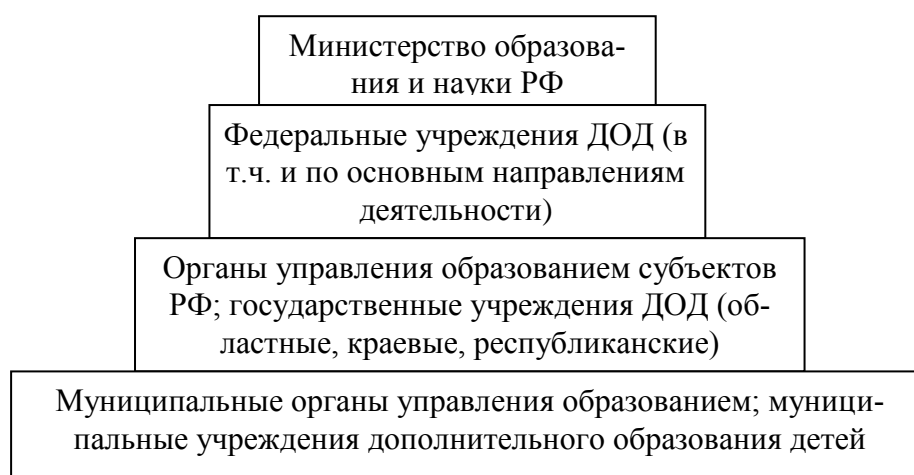 Министерство образова-
ния и науки РФ
Федеральные учреждения ДОД (в
т.ч. и по основным направлениям
деятельности)
Органы управления образованием субъектов
РФ; государственные учреждения ДОД (об-
ластные, краевые, республиканские)
Муниципальные органы управления образованием; муници-
пальные учреждения дополнительного образования детей